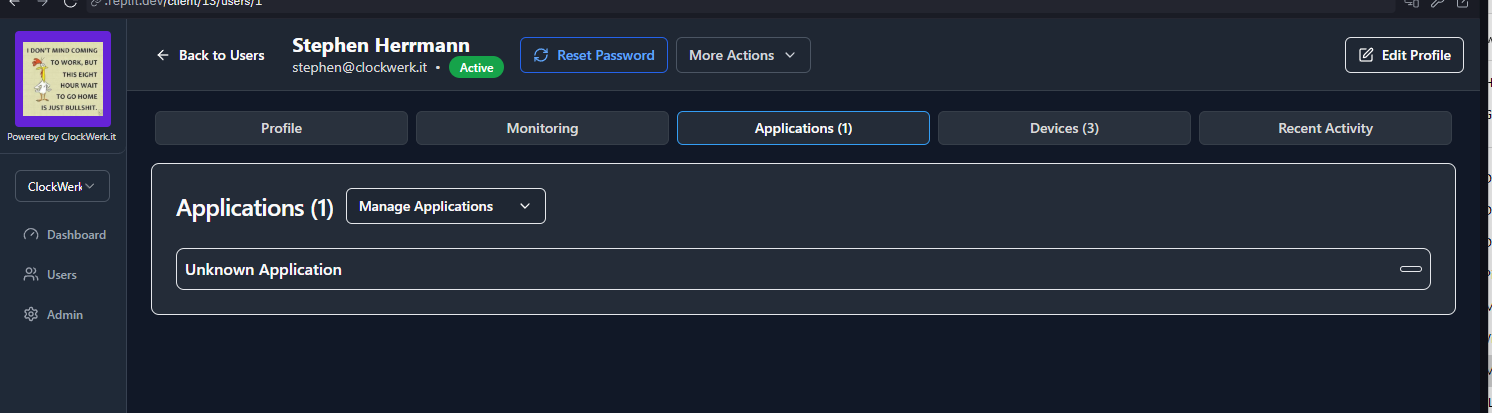 .replit.dev/client/13/users/1
I DON'T MIND COMING
TO WORK, BUT
THIS EIGHT
HOUR WAIT
TO GO HOME
IS JUST BULLSHIT.
Powered by ClockWerk.it
ClockWerk
Dashboard
Users
Admin
Back to Users
Stephen Herrmann
stephen@clockwerk.it • Active
Reset Password
More Actions
Edit Profile
Profile
Monitoring
Applications (1)
Devices (3)
Recent Activity
Applications (1)
Manage Applications
Unknown Application